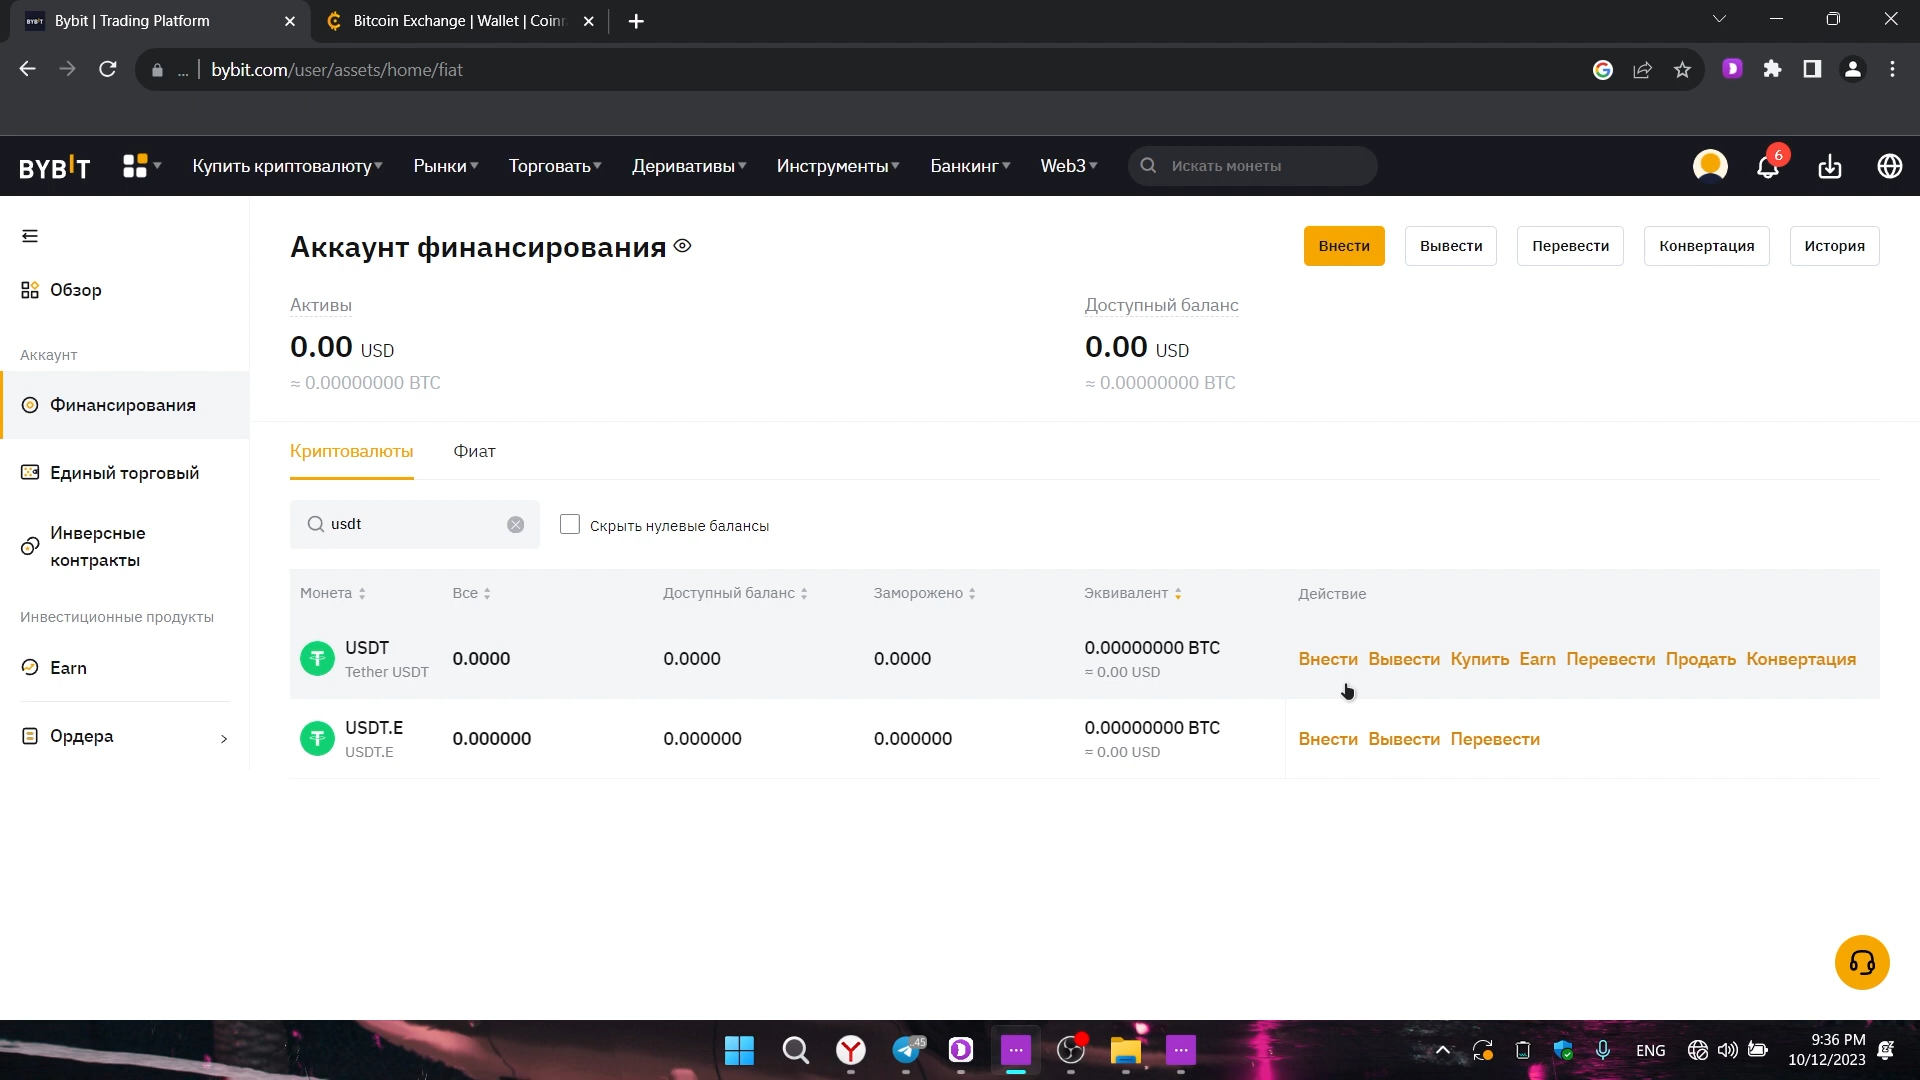 Bybit | Trading Platform
Bitcoin Exchange | Wallet | Coin
... bybit.com/user/assets/home/fiat
BYBIT Купить криптовалюту Рынки Торговать Деривативы Инструменты Банкинг Web3 Искать монеты 6
Аккаунт финансирования
Внести Вывести Перевести Конвертация История
Обзор
Активы Доступный баланс
0.00 USD 0.00 USD
≈ 0.00000000 BTC ≈ 0.00000000 BTC
Аккаунт
Финансирования
Единый торговый
Инверсные
контракты
Инвестиционные продукты
Earn
Ордера
Криптовалюты Фиат
usdt Скрыть нулевые балансы
Монета Все Доступный баланс Заморожено Эквивалент Действие
USDT 0.0000 0.0000 0.0000 0.00000000 BTC Внести Вывести Купить Earn Перевести Продать Конвертация
Tether USDT ≈ 0.00 USD
USDT.E 0.000000 0.000000 0.000000 0.00000000 BTC Внести Вывести Перевести
USDT.E ≈ 0.00 USD
.45
ENG
9:36 PM
10/12/2023